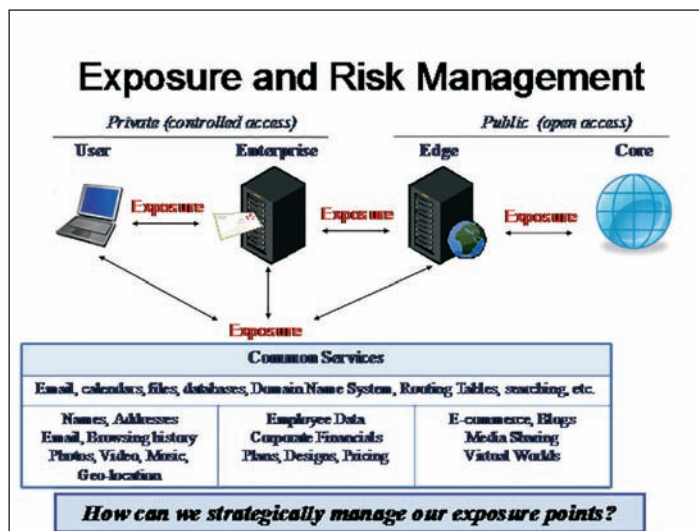 Exposure and Risk Management
Private (controlled access)
Public (open access)
User
Enterprise
Edge
Core
Exposure
Exposure
Exposure
Exposure
Common Services
Email, calendars, files, databases, Domain Name System, Routing Tables, searching, etc.
Names, Addresses
Email, Browsing history
Photos, Video, Music,
Geo-location
Employee Data
Corporate Financials
Plans, Designs, Pricing
E-commerce, Blogs
Media Sharing
Virtual Worlds
How can we strategically manage our exposure points?